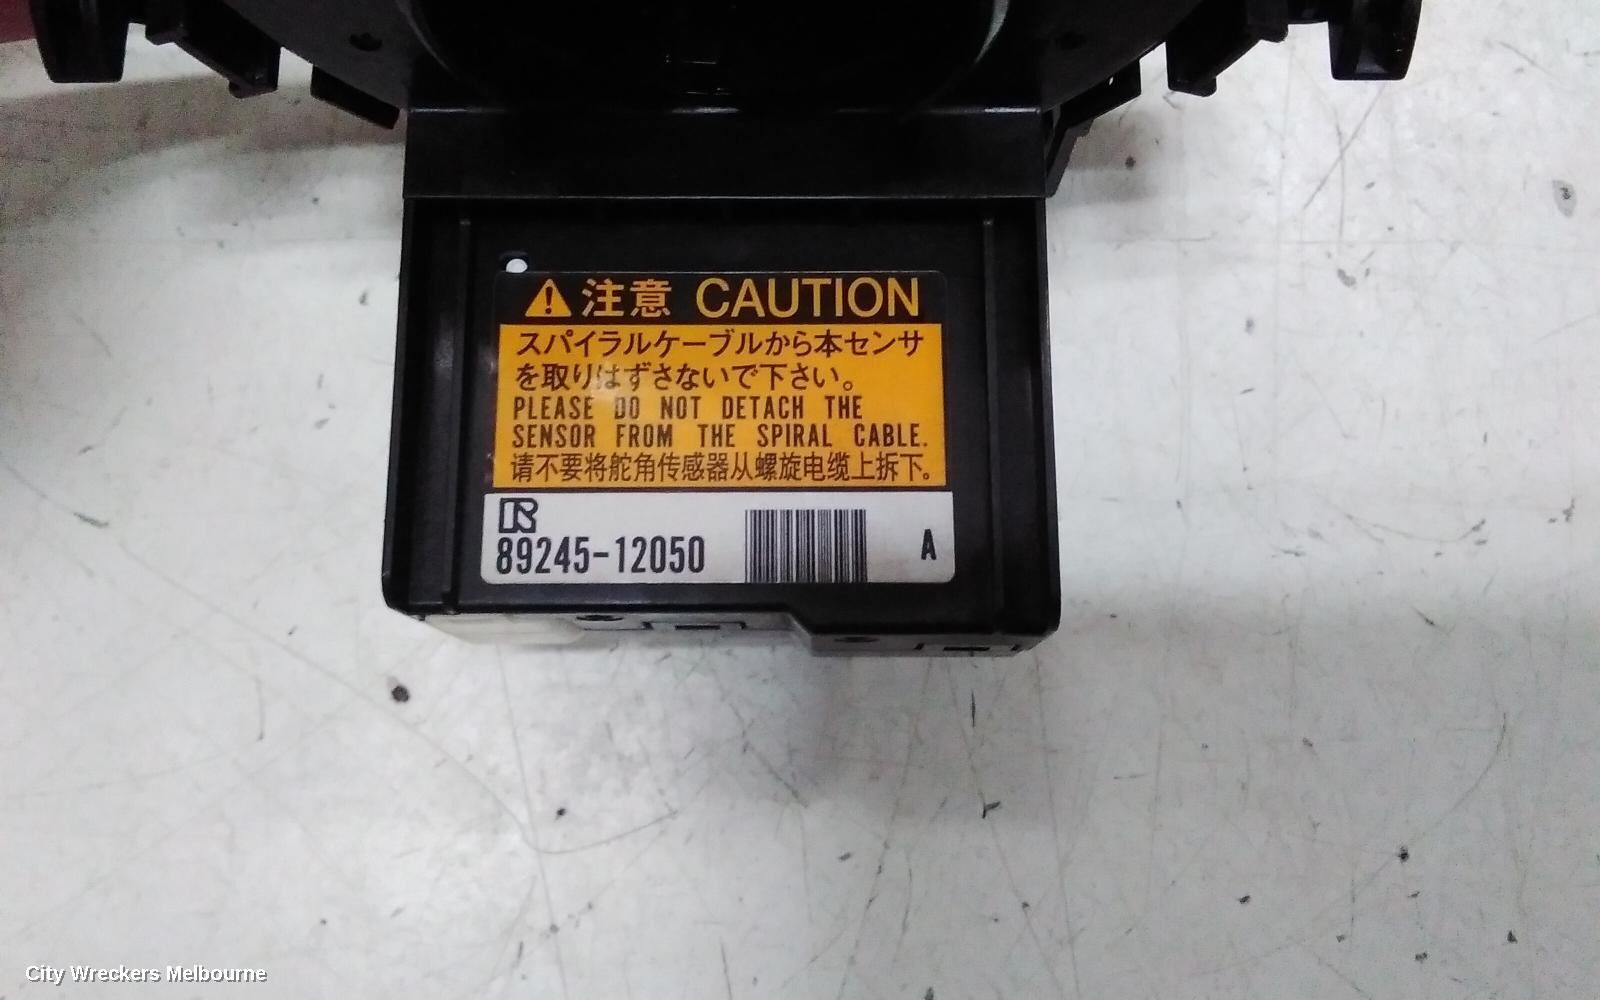 注意 CAUTION
スパイラルケーブルから本センサ
を取りはずさないで下さい。
PLEASE DO NOT DETACH THE
SENSOR FROM THE SPIRAL CABLE.
请不要将舵角传感器从螺旋电缆上拆下。
R
89245-12050 A
City Wreckers Melbourne